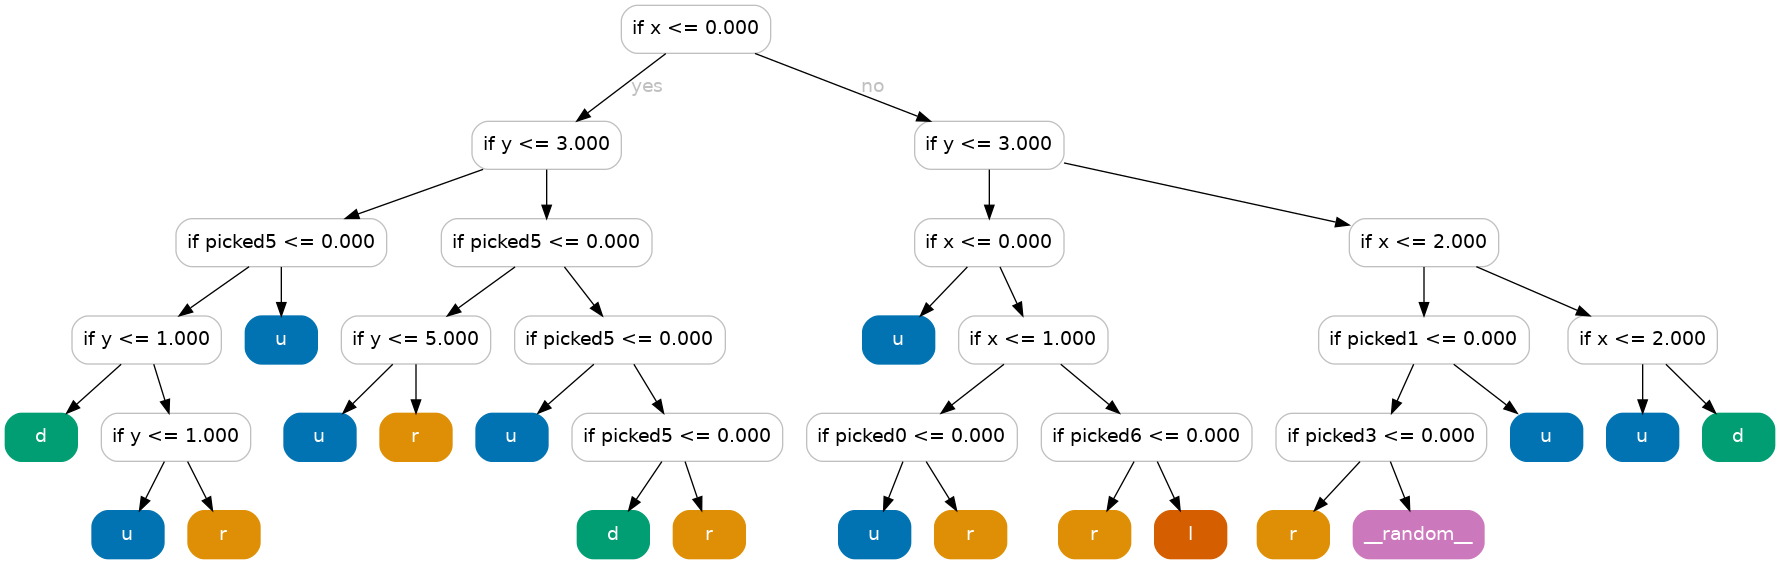 if x <= 0.000
yes
no
if y <= 3.000
if y <= 3.000
if picked5 <= 0.000
if picked5 <= 0.000
if x <= 0.000
if x <= 2.000
if y <= 1.000
u
if y <= 5.000
if picked5 <= 0.000
u
if x <= 1.000
if picked1 <= 0.000
if x <= 2.000
d
if y <= 1.000
u
r
u
if picked5 <= 0.000
if picked0 <= 0.000
if picked6 <= 0.000
if picked3 <= 0.000
u
u
d
u
r
d
r
u
r
r
l
r
__random__